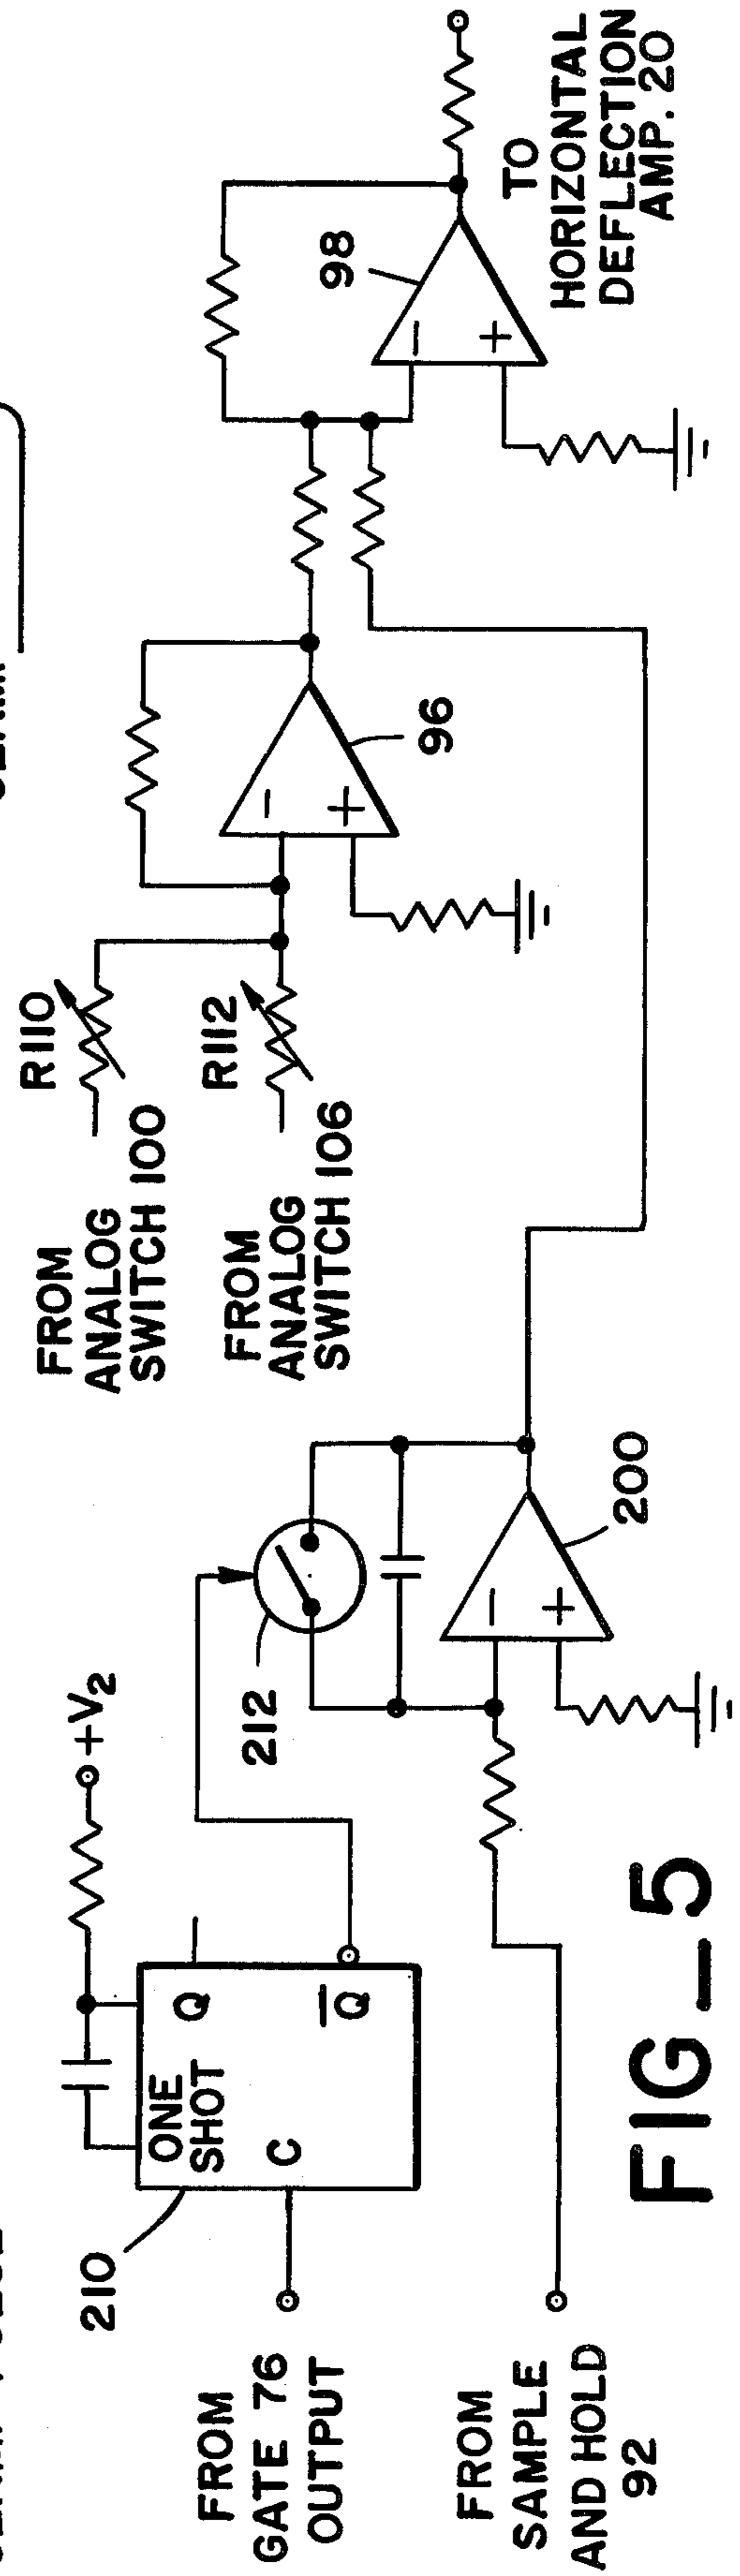 R110
FROM
ANALOG
SWITCH 100
R112
FROM
ANALOG
SWITCH 106
98
−
+
TO
HORIZONTAL
DEFLECTION
AMP. 20
96
−
+
+V2
212
200
−
+
210
ONE
SHOT
Q
C
Q̅
FROM
GATE 76
OUTPUT
FROM
SAMPLE
AND HOLD
92
FIG_5